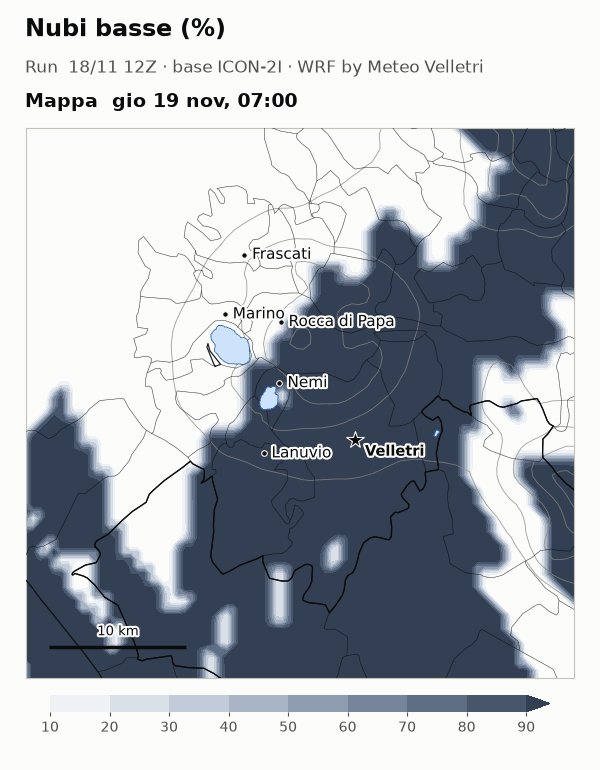 Nubi basse (%)
Run  18/11 12Z · base ICON-2I · WRF by Meteo Velletri
Mappa  gio 19 nov, 07:00
Frascati
Marino
Rocca di Papa
Nemi
Velletri
Lanuvio
10 km
10 20 30 40 50 60 70 80 90